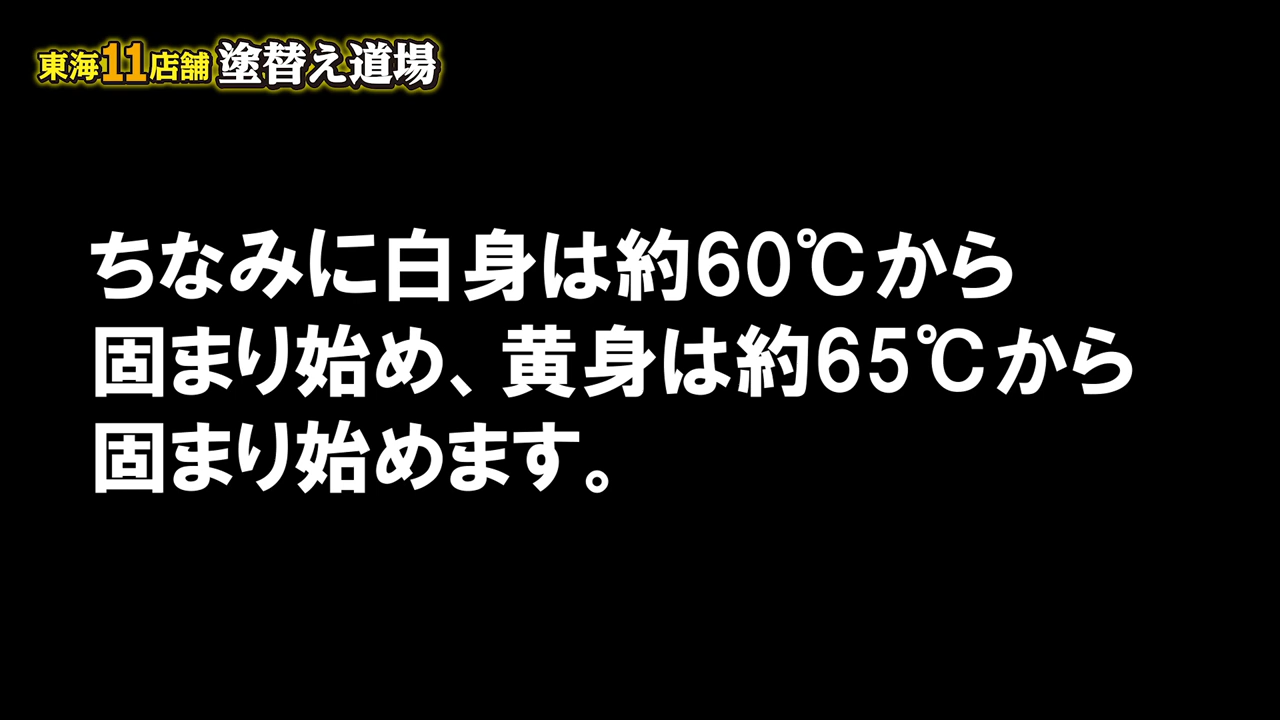 東海11店舗 塗替え道場
ちなみに白身は約60℃から
固まり始め、黄身は約65℃から
固まり始めます。